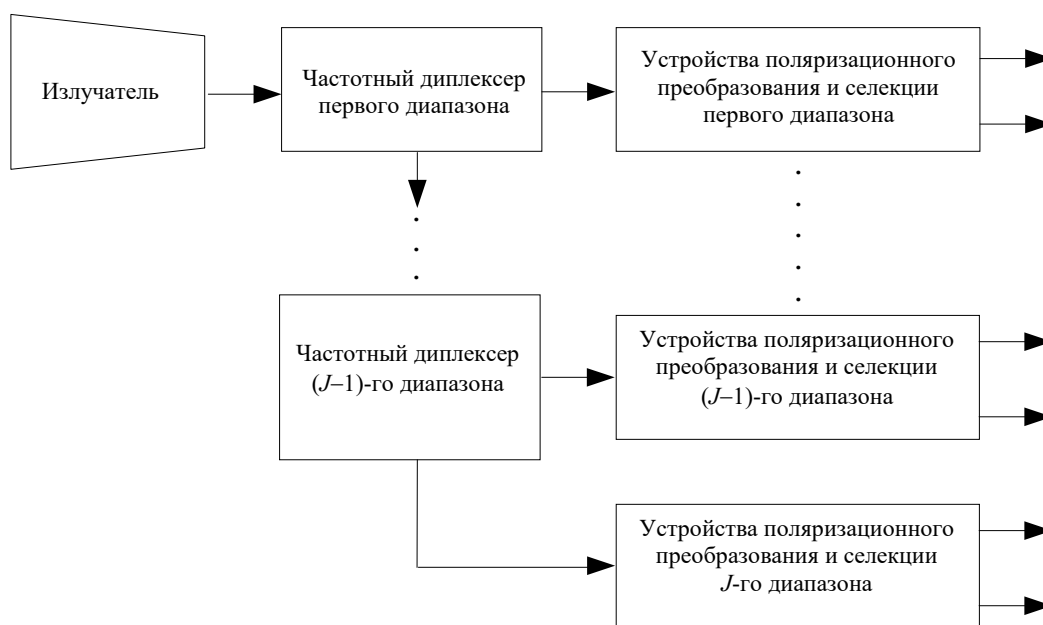 Излучатель
Частотный диплексер
первого диапазона
Устройства поляризационного
преобразования и селекции
первого диапазона
Частотный диплексер
(J–1)-го диапазона
Устройства поляризационного
преобразования и селекции
(J–1)-го диапазона
Устройства поляризационного
преобразования и селекции
J-го диапазона